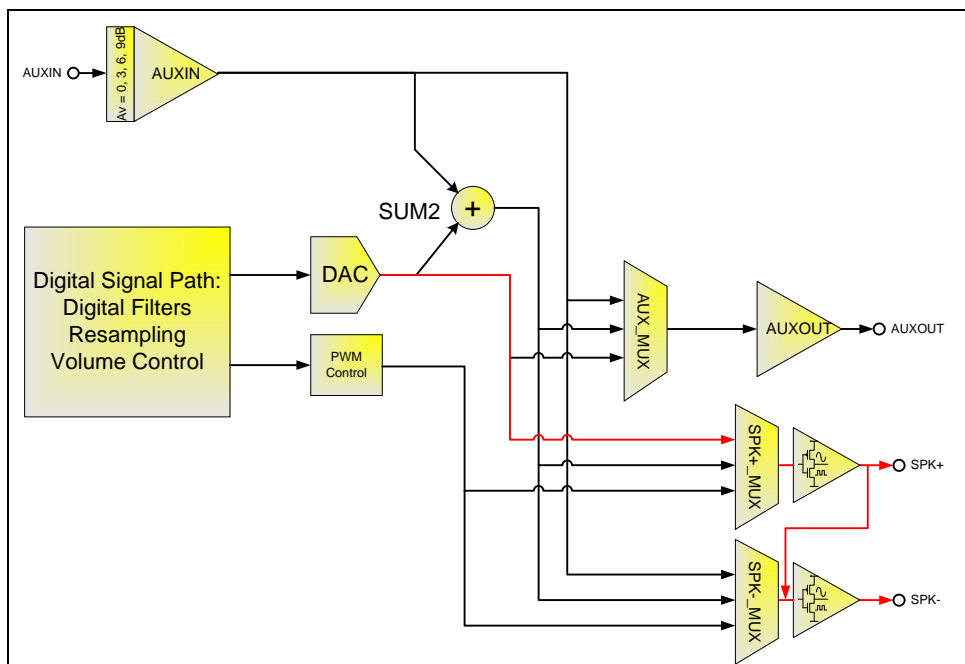 AUXIN
Av = 0, 3, 6, 9dB
AUXIN
SUM2
+
Digital Signal Path:
Digital Filters
Resampling
Volume Control
DAC
PWM
Control
AUX_MUX
AUXOUT
AUXOUT
SPK+_MUX
SPK+
SPK-_MUX
SPK-